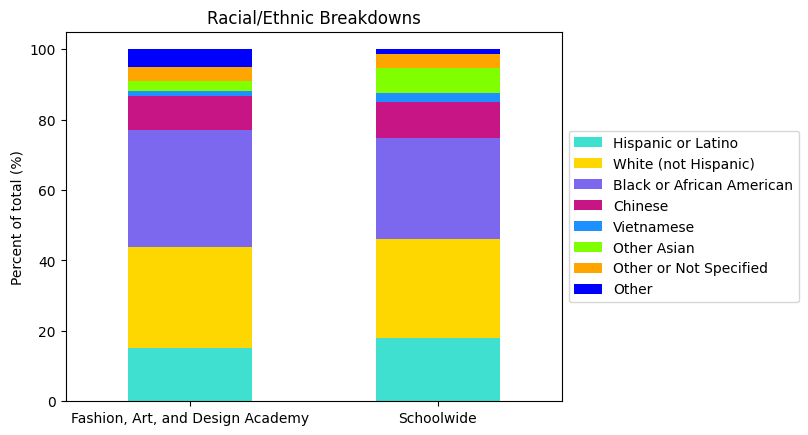 Racial/Ethnic Breakdowns
Percent of total (%)
100
80
60
40
20
0
Fashion, Art, and Design Academy
Schoolwide
Hispanic or Latino
White (not Hispanic)
Black or African American
Chinese
Vietnamese
Other Asian
Other or Not Specified
Other